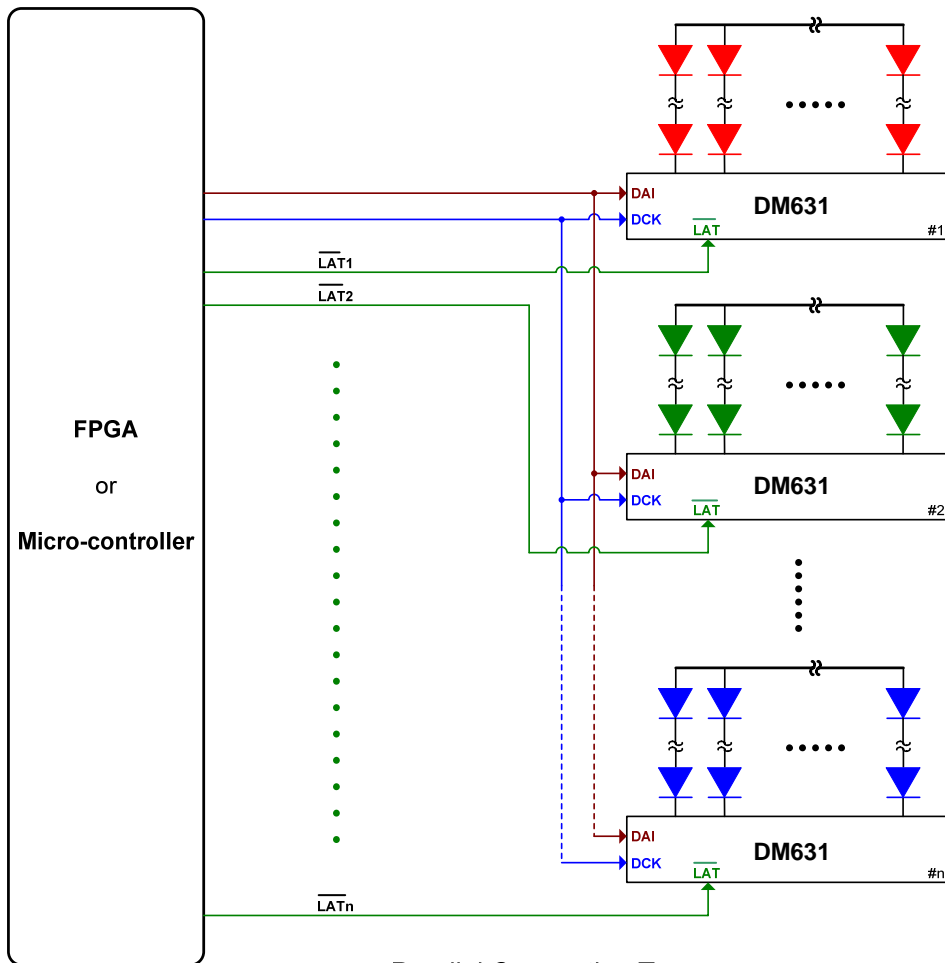 DAI
DM631
DCK
LAT
#1
LAT1
LAT2
FPGA
or
Micro-controller
DAI
DM631
DCK
LAT
#2
DAI
DM631
DCK
LAT
#n
LATn